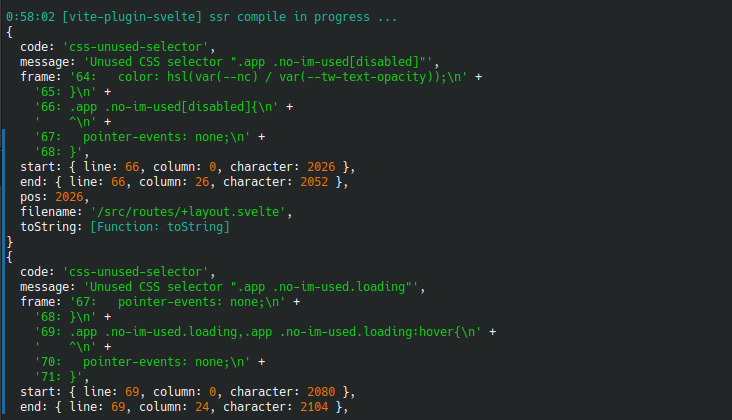 0:58:02 [vite-plugin-svelte] ssr compile in progress ...
{
  code: 'css-unused-selector',
  message: 'Unused CSS selector ".app .no-im-used[disabled]"',
  frame: '64:   color: hsl(var(--nc) / var(--tw-text-opacity));\n' +
    '65: }\n' +
    '66: .app .no-im-used[disabled]{\n' +
    '    ^\n' +
    '67:   pointer-events: none;\n' +
    '68: }',
  start: { line: 66, column: 0, character: 2026 },
  end: { line: 66, column: 26, character: 2052 },
  pos: 2026,
  filename: '/src/routes/+layout.svelte',
  toString: [Function: toString]
}
{
  code: 'css-unused-selector',
  message: 'Unused CSS selector ".app .no-im-used.loading"',
  frame: '67:   pointer-events: none;\n' +
    '68: }\n' +
    '69: .app .no-im-used.loading,.app .no-im-used.loading:hover{\n' +
    '    ^\n' +
    '70:   pointer-events: none;\n' +
    '71: }',
  start: { line: 69, column: 0, character: 2080 },
  end: { line: 69, column: 24, character: 2104 },